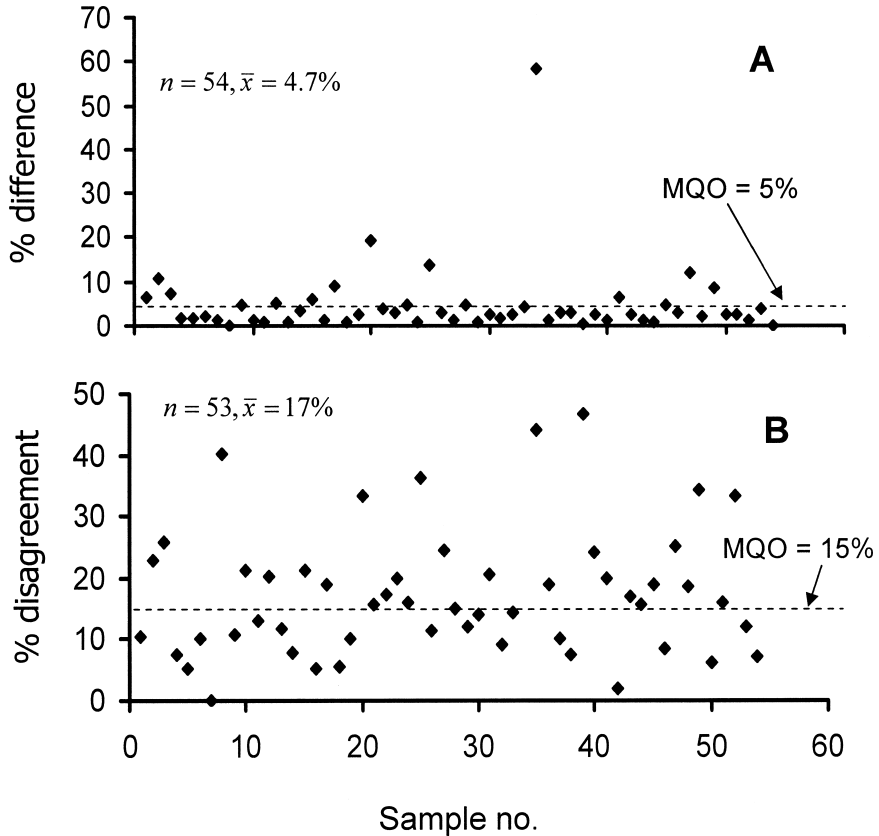 70
60
50
40
30
20
10
0
% difference
n = 54, x̅ = 4.7%
A
MQO = 5%
50
40
30
20
10
0
% disagreement
n = 53, x̅ = 17%
B
MQO = 15%
0 10 20 30 40 50 60
Sample no.